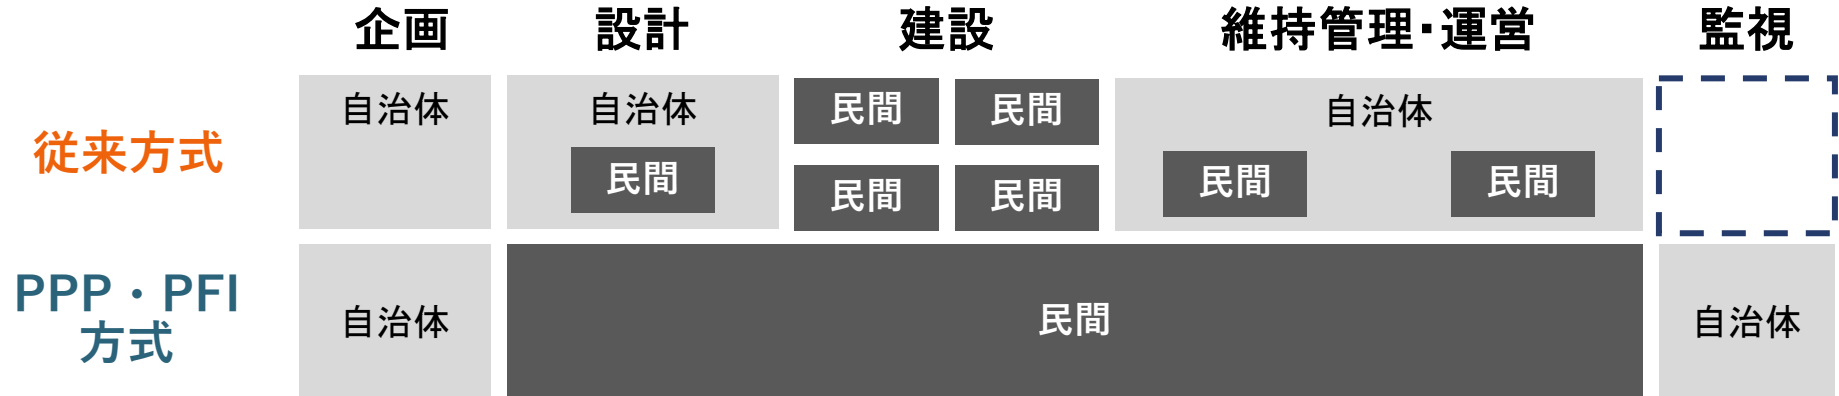 企画 設計 建設 維持管理・運営 監視
従来方式
自治体 自治体 民間 民間 自治体
民間 民間 民間 民間 民間
PPP・PFI
方式
自治体 民間 自治体